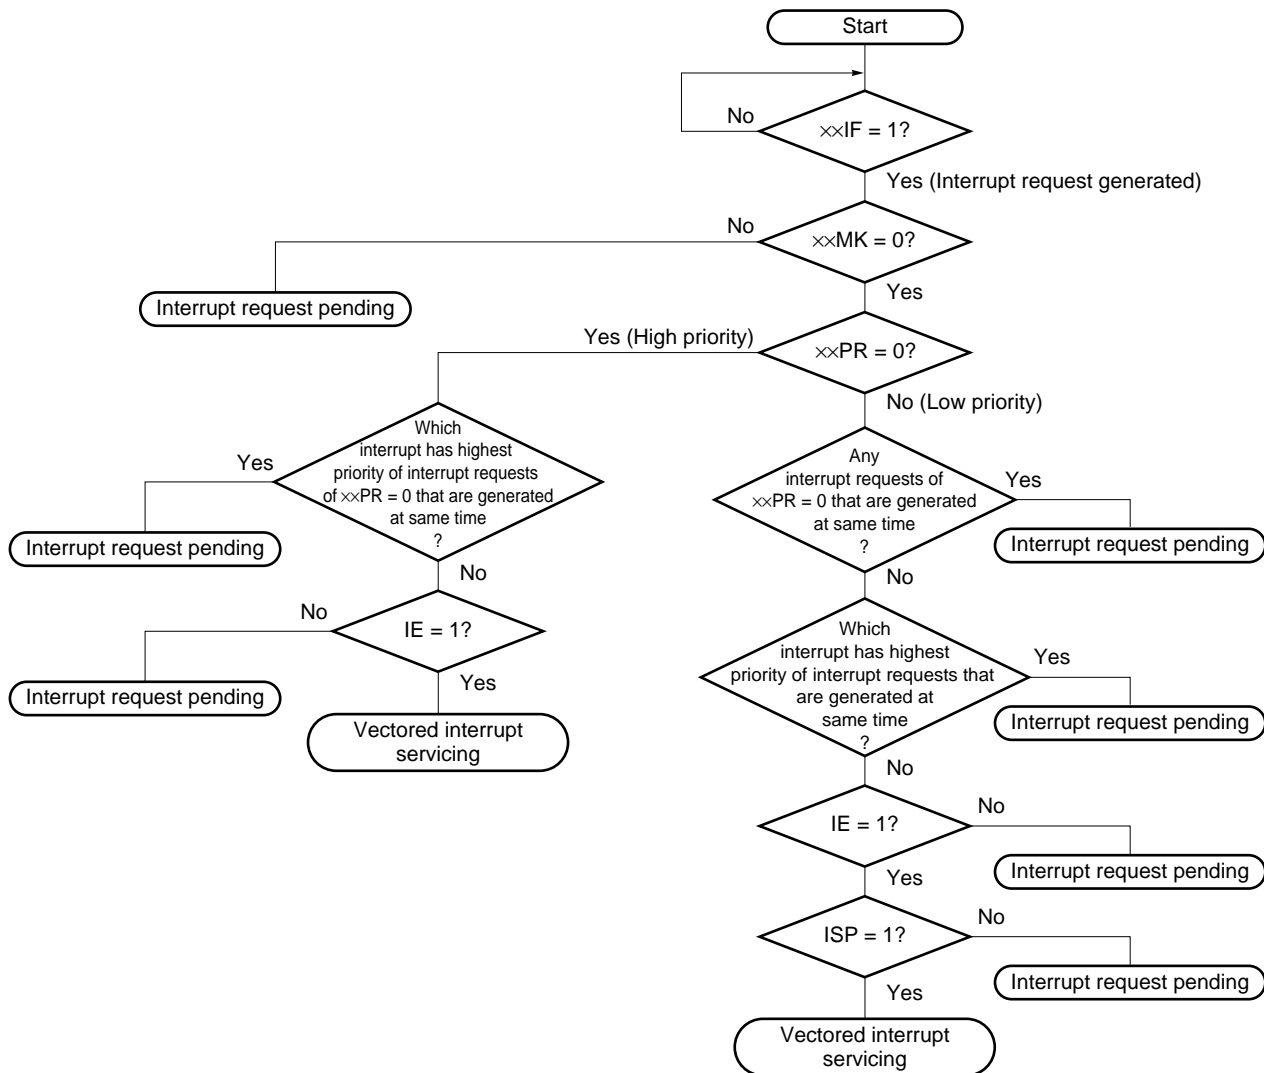 Start
No
××IF = 1?
Yes (Interrupt request generated)
No
××MK = 0?
Interrupt request pending
Yes
Yes (High priority)
××PR = 0?
No (Low priority)
Which
interrupt has highest
priority of interrupt requests
of ××PR = 0 that are generated
at same time
?
Yes
Interrupt request pending
No
No
IE = 1?
Interrupt request pending
Yes
Vectored interrupt
servicing
Any
interrupt requests of
××PR = 0 that are generated
at same time
?
Yes
Interrupt request pending
No
Which
interrupt has highest
priority of interrupt requests that
are generated at
same time
?
Yes
Interrupt request pending
No
IE = 1?
No
Interrupt request pending
Yes
ISP = 1?
No
Interrupt request pending
Yes
Vectored interrupt
servicing